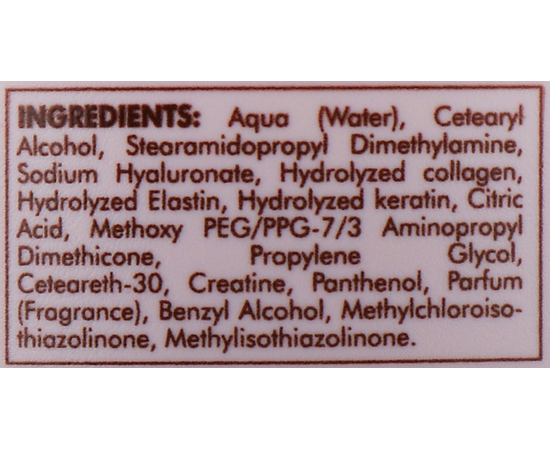 INGREDIENTS: Aqua (Water), Cetearyl
Alcohol, Stearamidopropyl Dimethylamine,
Sodium Hyaluronate, Hydrolyzed collagen,
Hydrolyzed Elastin, Hydrolyzed keratin, Citric
Acid, Methoxy PEG/PPG-7/3 Aminopropyl
Dimethicone, Propylene Glycol,
Ceteareth-30, Creatine, Panthenol, Parfum
(Fragrance), Benzyl Alcohol, Methylchloroiso-
thiazolinone, Methylisothiazolinone.